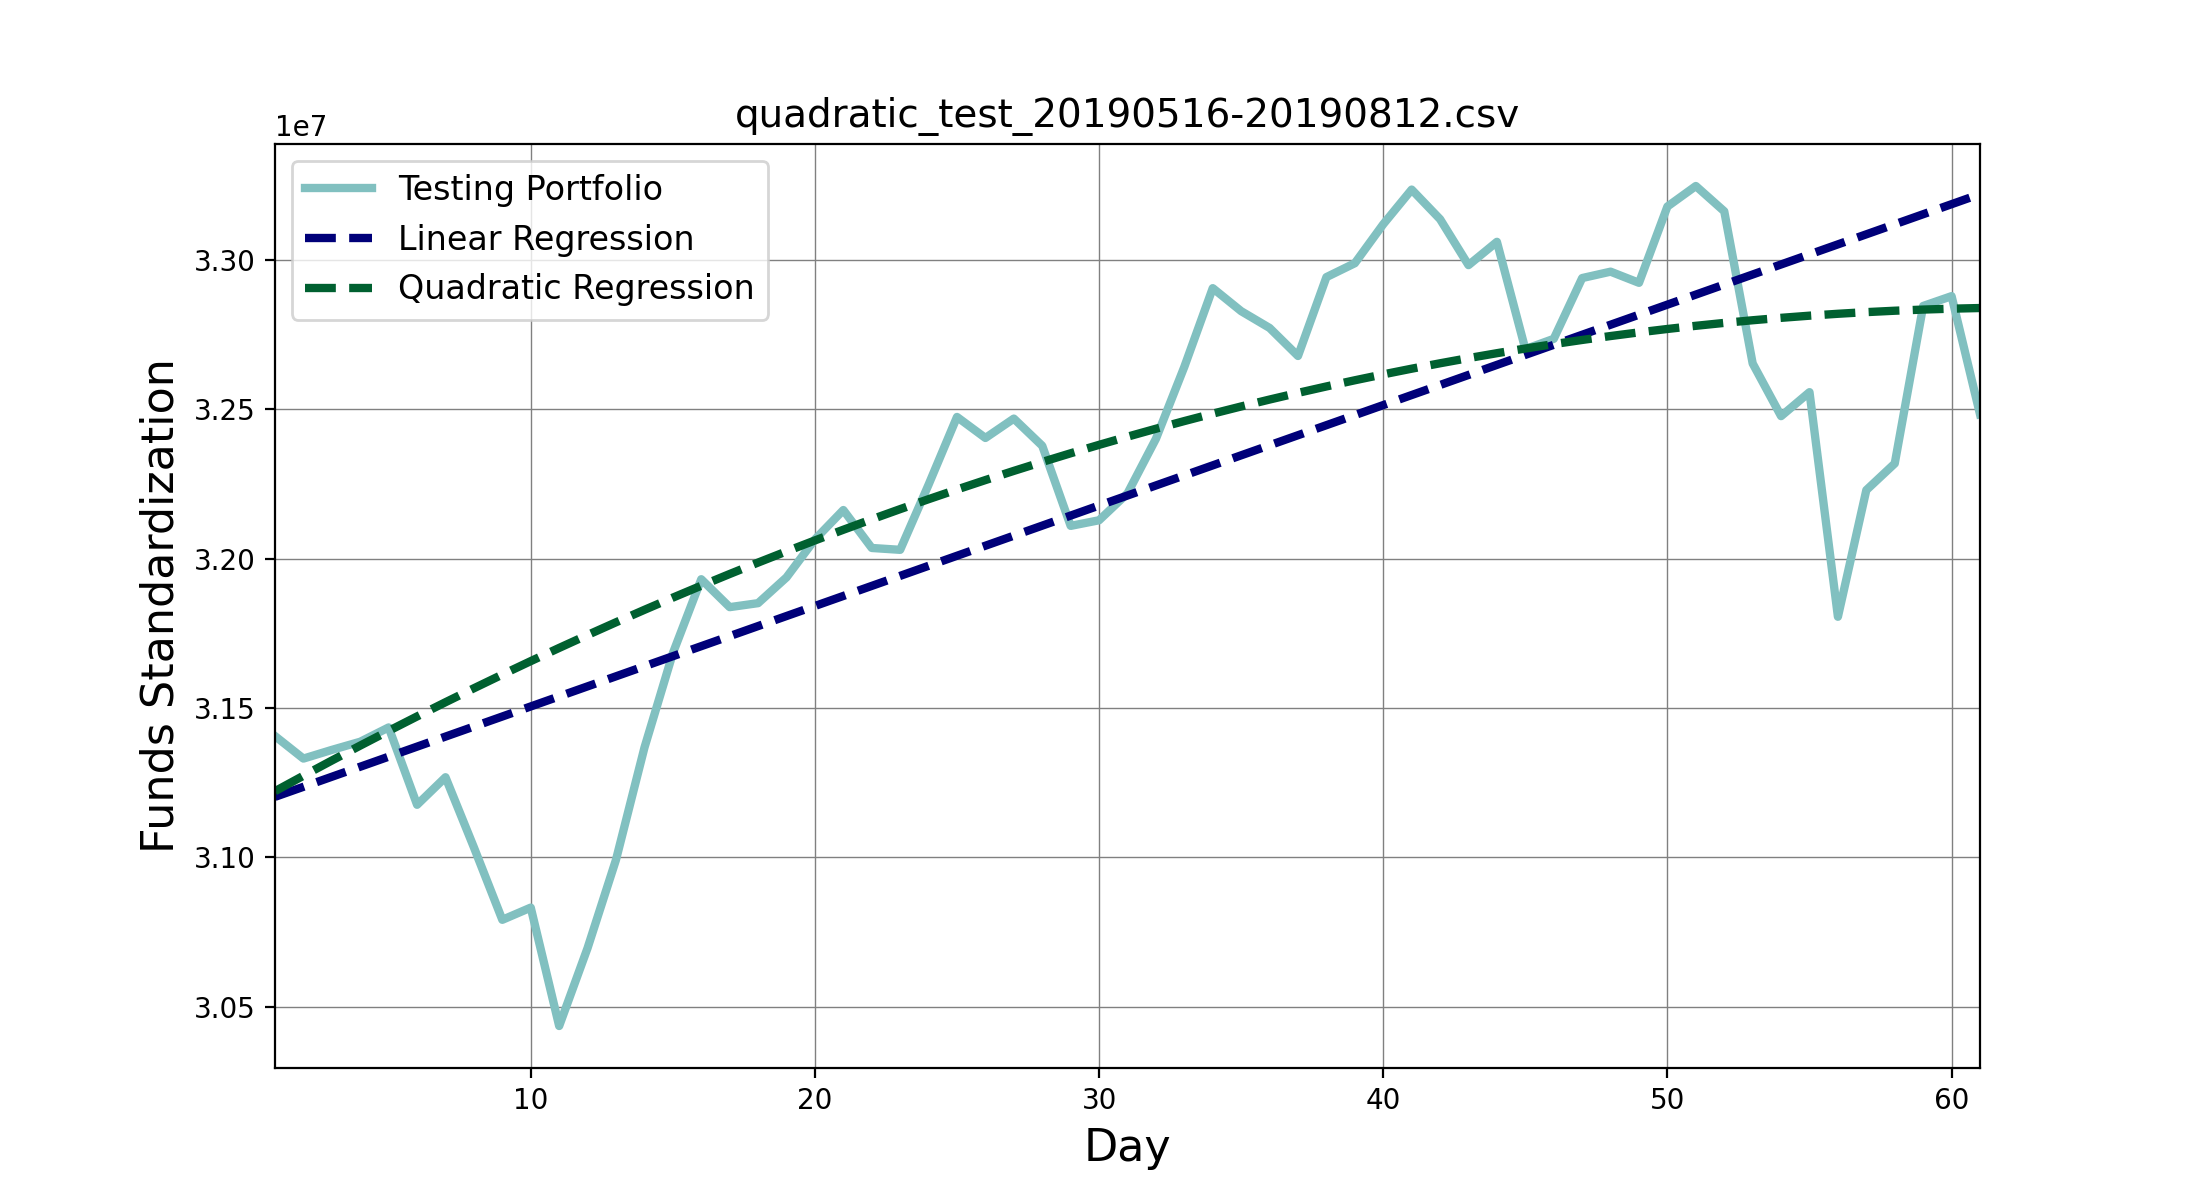 quadratic_test_20190516-20190812.csv
1e7
Testing Portfolio
Linear Regression
Quadratic Regression
3.30
3.25
3.20
3.15
3.10
3.05
Funds Standardization
10 20 30 40 50 60
Day